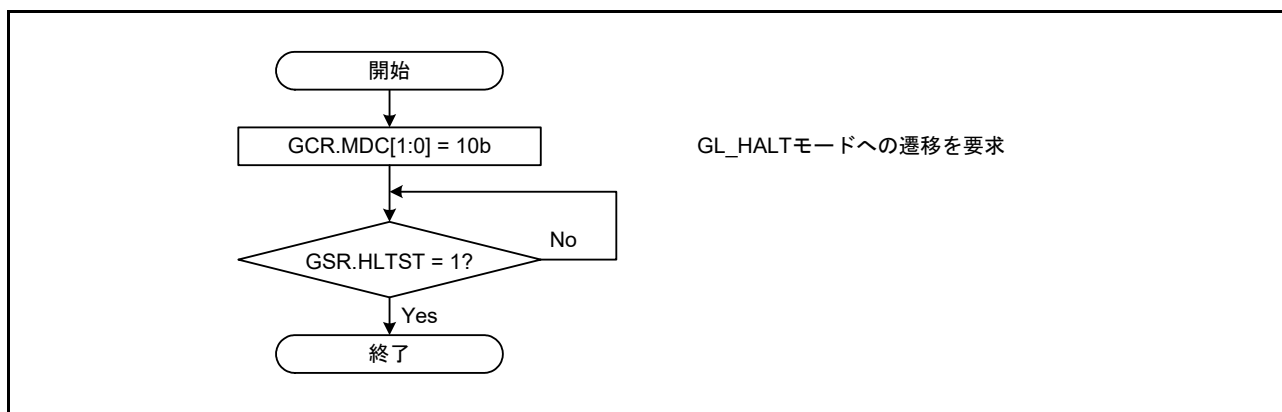 開始
GCR.MDC[1:0] = 10b
GL_HALTモードへの遷移を要求
No
GSR.HLTST = 1?
Yes
終了